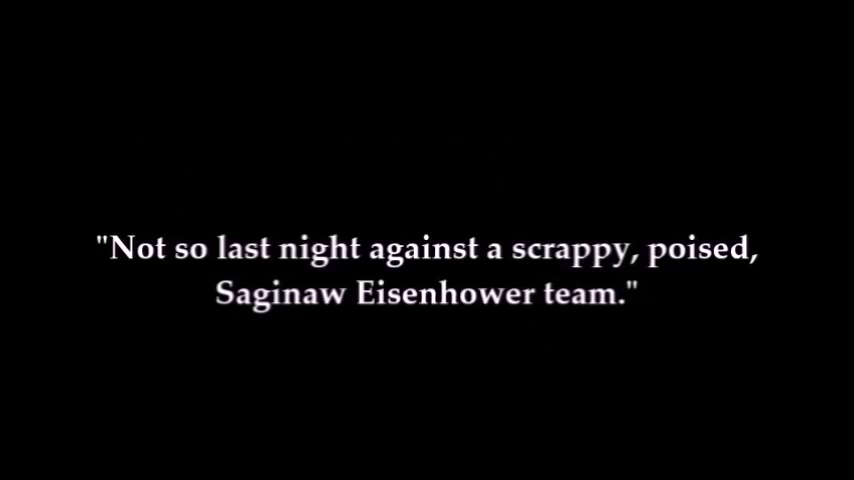 "Not so last night against a scrappy, poised,
Saginaw Eisenhower team."